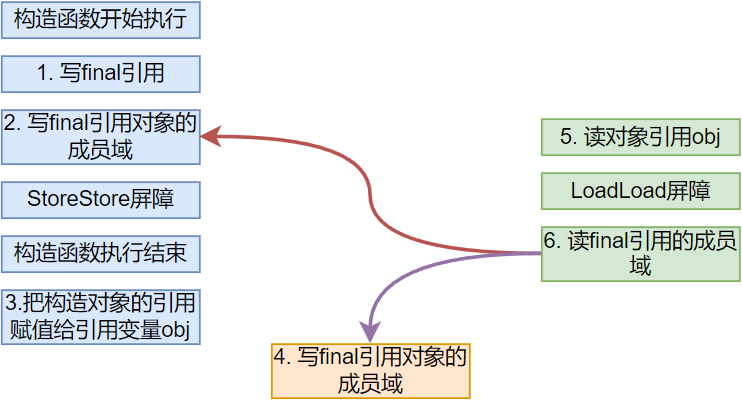 构造函数开始执行
1. 写final引用
2. 写final引用对象的
成员域
StoreStore屏障
构造函数执行结束
3.把构造对象的引用
赋值给引用变量obj
4. 写final引用对象的
成员域
5. 读对象引用obj
LoadLoad屏障
6. 读final引用的成员
域